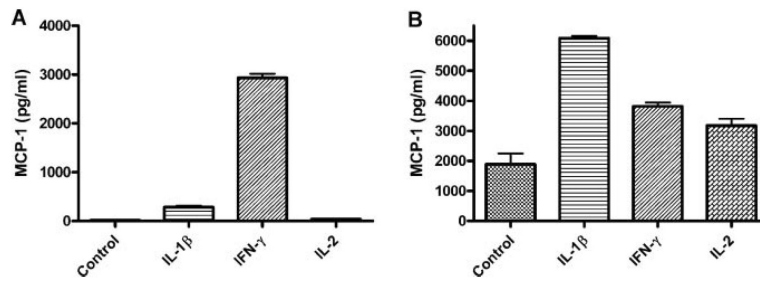 A
MCP-1 (pg/ml)
4000
3000
2000
1000
0
Control
IL-1β
IFN-γ
IL-2
B
MCP-1 (pg/ml)
6000
5000
4000
3000
2000
1000
0
Control
IL-1β
IFN-γ
IL-2